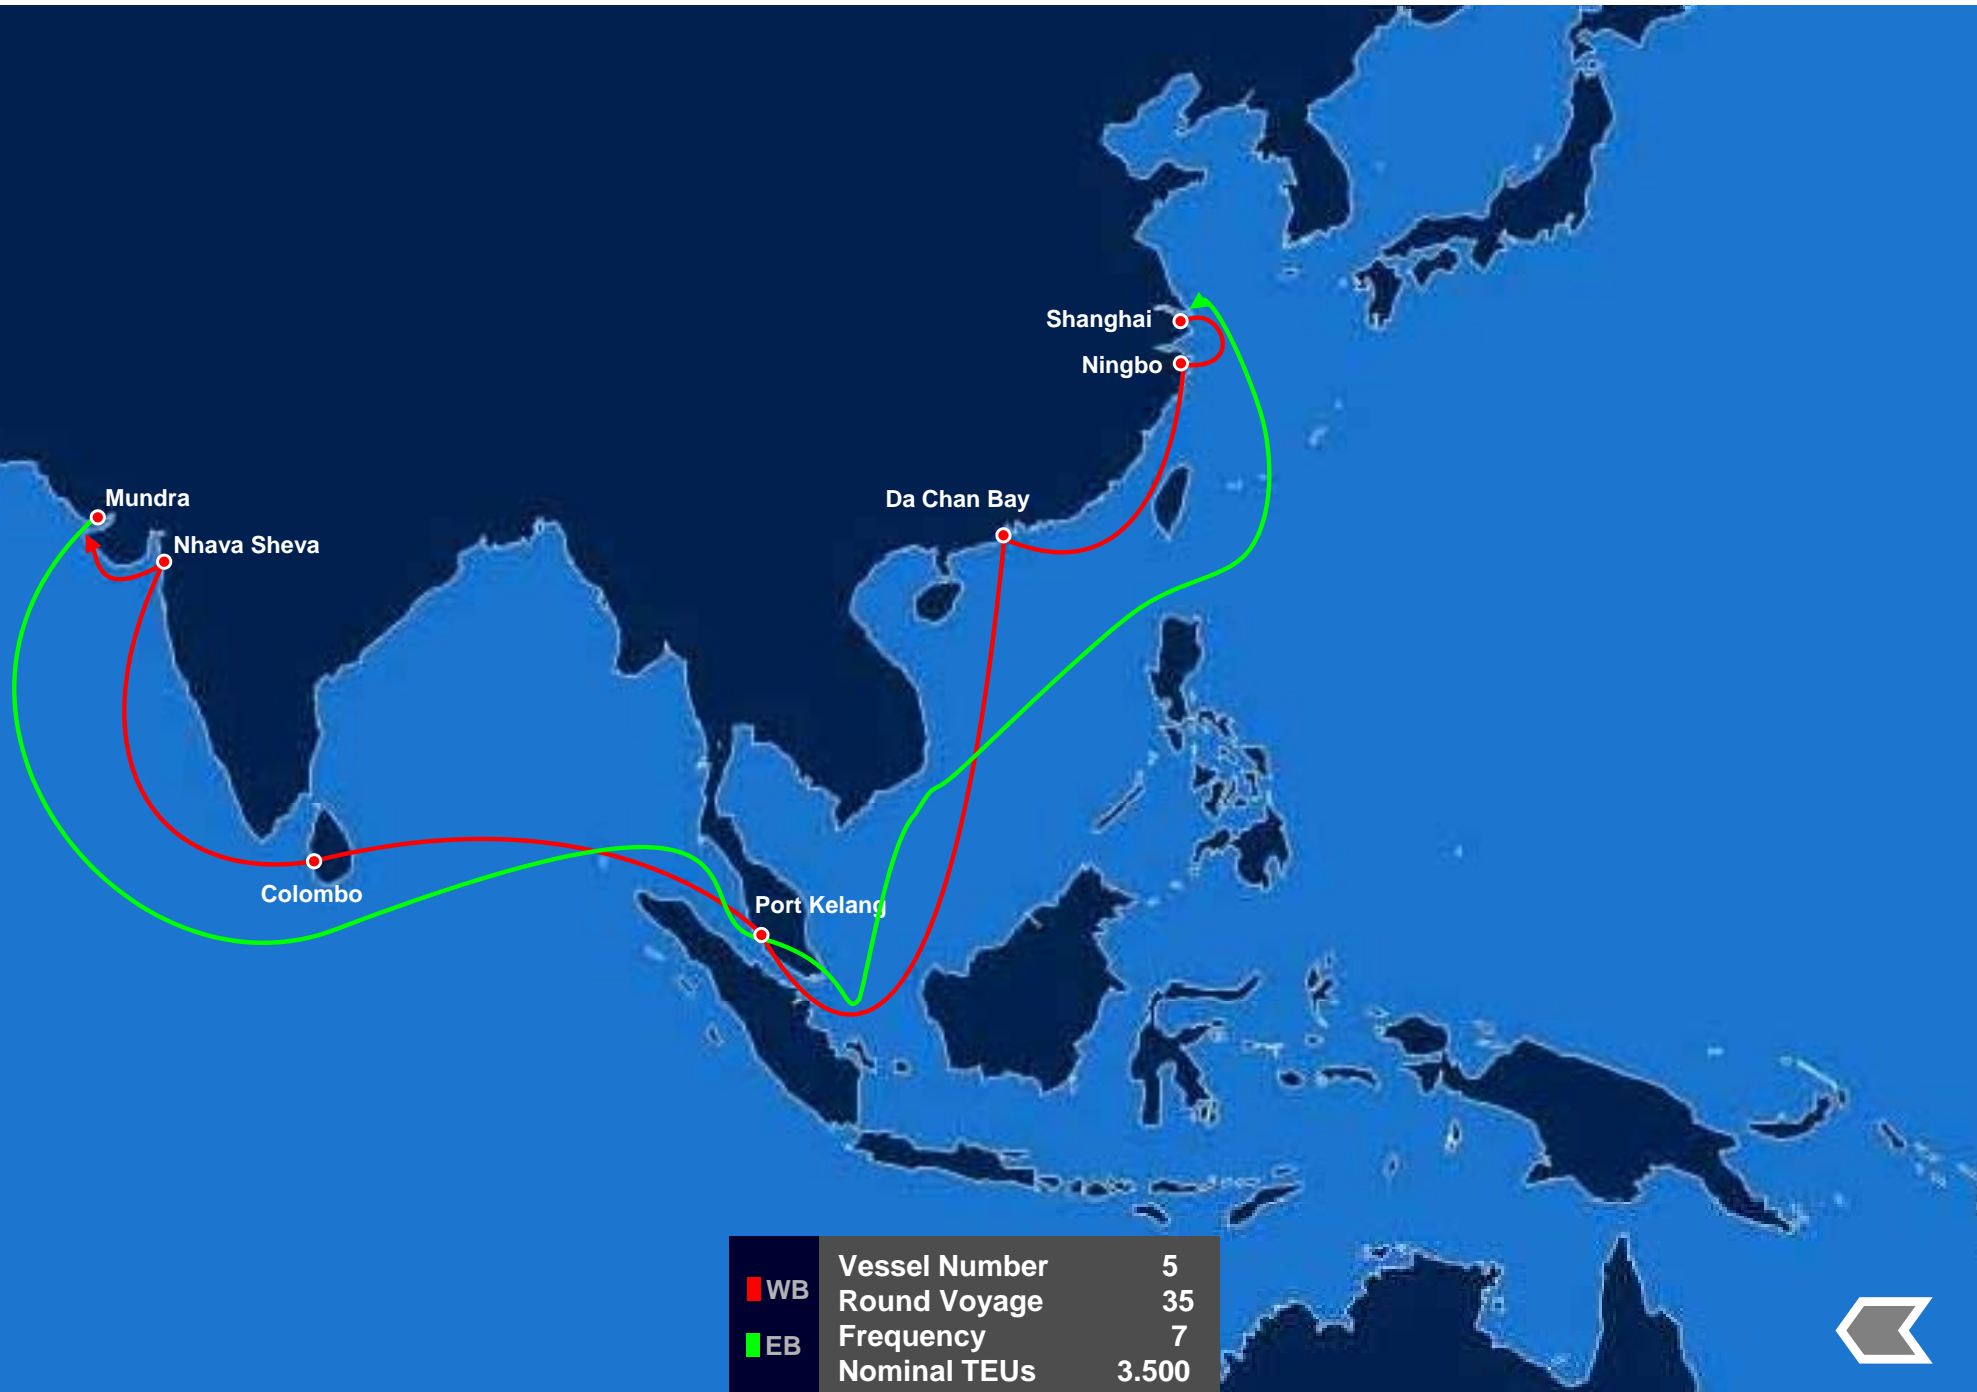 Shanghai
Ningbo
Mundra
Da Chan Bay
Nhava Sheva
Colombo
Port Kelang
WB
EB
Vessel Number 5
Round Voyage 35
Frequency 7
Nominal TEUs 3.500